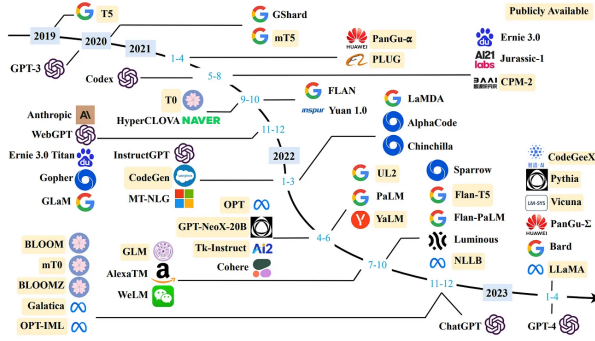 T5
GShard
Publicly Available
2019
2020
mT5
PanGu-α
HUAWEI
Ernie 3.0
2021
1-4
PLUG
AI21 labs
Jurassic-1
GPT-3
Codex
5-8
BAAI
CPM-2
T0
9-10
FLAN
LaMDA
Anthropic
HyperCLOVA NAVER
inspur Yuan 1.0
AlphaCode
WebGPT
11-12
Chinchilla
Ernie 3.0 Titan
InstructGPT
2022
CodeGeeX
Gopher
CodeGen
UL2
Sparrow
Pythia
GLaM
MT-NLG
1-3
PaLM
Flan-T5
LM-SYS
Vicuna
OPT
YaLM
Flan-PaLM
HUAWEI
PanGu-Σ
GPT-NeoX-20B
4-6
Luminous
Bard
BLOOM
GLM
Tk-Instruct Ai2
NLLB
LLaMA
mT0
AlexaTM
Cohere
7-10
BLOOMZ
WeLM
11-12
2023
1-4
Galatica
OPT-IML
ChatGPT
GPT-4